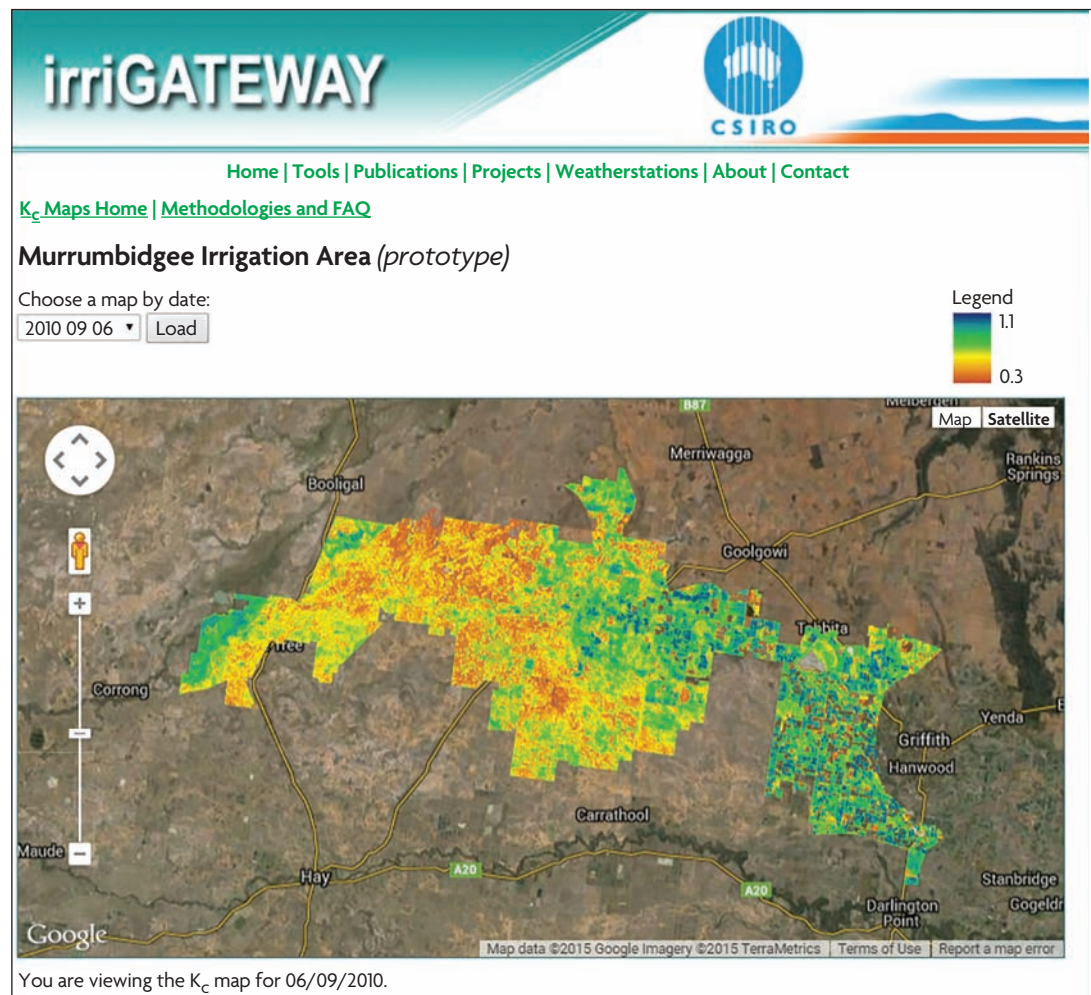 irriGATEWAY
CSIRO
Home | Tools | Publications | Projects | Weatherstations | About | Contact
Kc Maps Home | Methodologies and FAQ
Murrumbidgee Irrigation Area (prototype)
Choose a map by date:
2010 09 06 Load
Legend
1.1
0.3
B87
Map Satellite
Merriwagga
Rankins
Springs
Booligal
Goolgowi
Tabbita
Corrong
Yenda
Griffith
Hanwood
Carrathool
Maude
Hay
A20
A20
Stanbridge
Darlington
Point
Gogeldr
Google
Map data ©2015 Google Imagery ©2015 TerraMetrics Terms of Use Report a map error
You are viewing the Kc map for 06/09/2010.